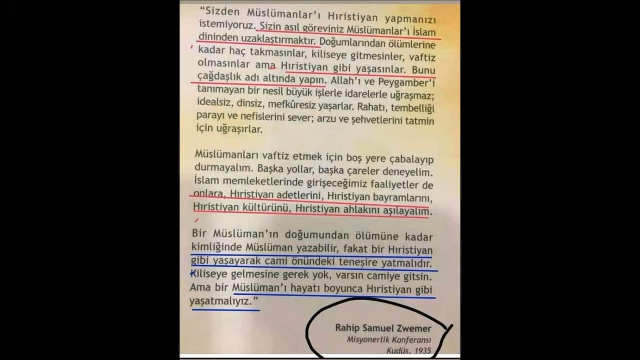 “Sizden Müslümanlar’ı Hıristiyan yapmanızı
istemiyoruz. Sizin asıl göreviniz Müslümanlar’ı İslam
dininden uzaklaştırmaktır. Doğumlarından ölümlerine
kadar haç takmasınlar, kiliseye gitmesinler, vaftiz
olmasınlar ama Hıristiyan gibi yaşasınlar. Bunu
çağdaşlık adı altında yapın. Allah’ı ve Peygamber’i
tanımayan bir nesil büyük işlerle idarelerle uğraşmaz;
idealsiz, dinsiz, mefkûresiz yaşarlar. Rahatı, tembelliği
parayı ve nefislerini sever; arzu ve şehvetlerini tatmin
için uğraşırlar.
Müslümanları vaftiz etmek için boş yere çabalayıp
durmayalım. Başka yollar, başka çareler deneyelim.
İslam memleketlerinde girişeceğimiz faaliyetler de
onlara, Hıristiyan adetlerini, Hıristiyan bayramlarını,
Hıristiyan kültürünü, Hıristiyan ahlakını aşılayalım.
Bir Müslüman’ın doğumundan ölümüne kadar
kimliğinde Müslüman yazabilir, fakat bir Hıristiyan
gibi yaşayarak cami önündeki teneşire yatmalıdır.
Kiliseye gelmesine gerek yok, varsın camiye gitsin.
Ama bir Müslüman’ı hayatı boyunca Hıristiyan gibi
yaşatmalıyız.”
Rahip Samuel Zwemer
Misyonerlik Konferansı
Kudüs, 1935